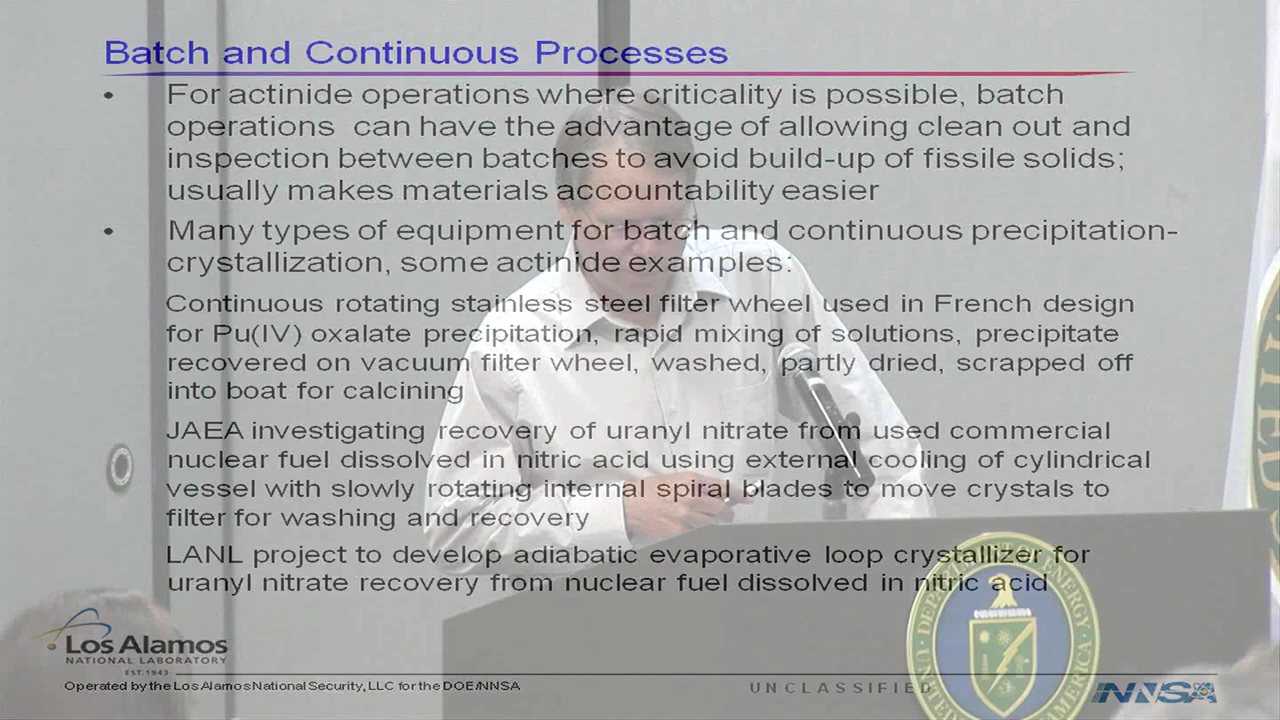 Batch and Continuous Processes
• For actinide operations where criticality is possible, batch
operations can have the advantage of allowing clean out and
inspection between batches to avoid build-up of fissile solids;
usually makes materials accountability easier
• Many types of equipment for batch and continuous precipitation-
crystallization, some actinide examples:
Continuous rotating stainless steel filter wheel used in French design
for Pu(IV) oxalate precipitation, rapid mixing of solutions, precipitate
recovered on vacuum filter wheel, washed, partly dried, scrapped off
into boat for calcining
JAEA investigating recovery of uranyl nitrate from used commercial
nuclear fuel dissolved in nitric acid using external cooling of cylindrical
vessel with slowly rotating internal spiral blades to move crystals to
filter for washing and recovery
LANL project to develop adiabatic evaporative loop crystallizer for
uranyl nitrate recovery from nuclear fuel dissolved in nitric acid
Los Alamos
NATIONAL LABORATORY
EST.1943
Operated by the Los Alamos National Security, LLC for the DOE/NNSA
UNCLASSIFIED
NNSA